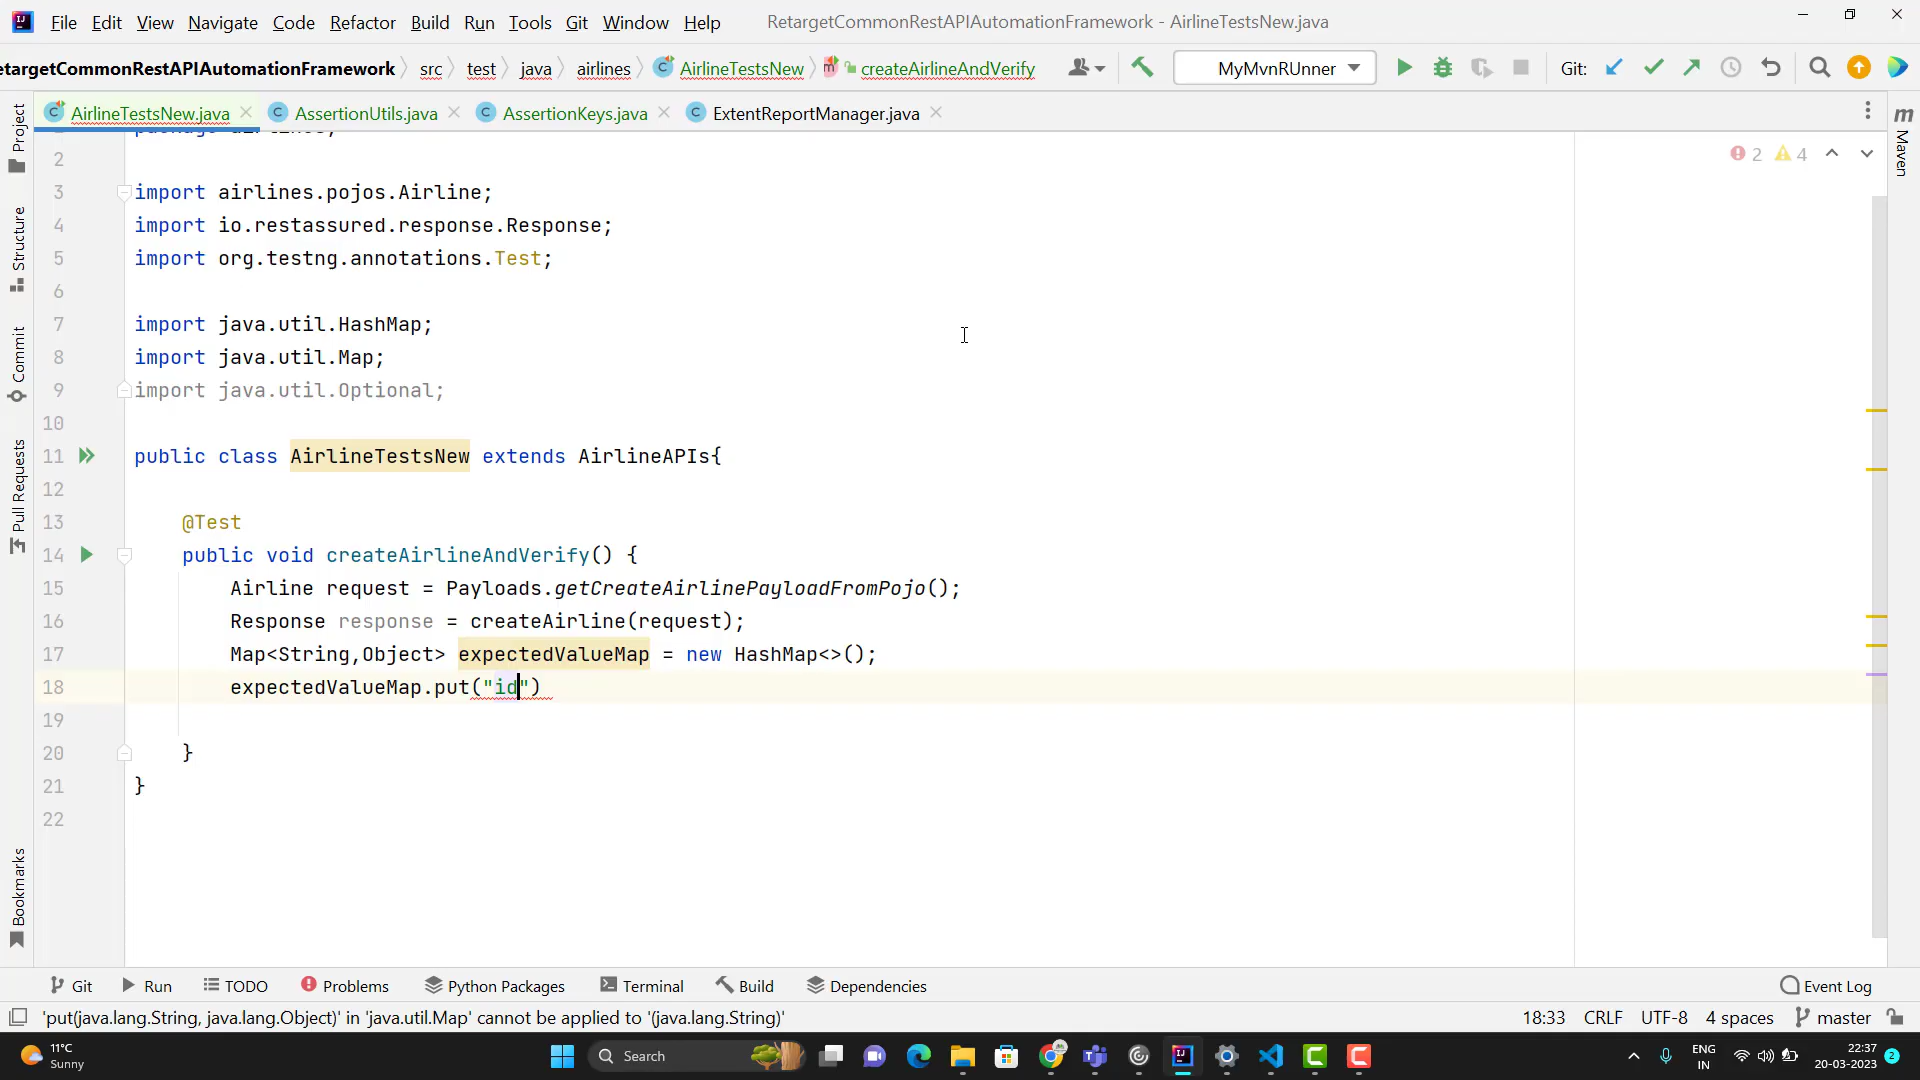 File Edit View Navigate Code Refactor Build Run Tools Git Window Help RetargetCommonRestAPIAutomationFramework - AirlineTestsNew.java
etargetCommonRestAPIAutomationFramework src test java airlines AirlineTestsNew createAirlineAndVerify MyMvnRUnner Git:
AirlineTestsNew.java AssertionUtils.java AssertionKeys.java ExtentReportManager.java
2 4
2
3 import airlines.pojos.Airline;
4 import io.restassured.response.Response;
5 import org.testng.annotations.Test;
6
7 import java.util.HashMap;
8 import java.util.Map;
9 import java.util.Optional;
10
11 public class AirlineTestsNew extends AirlineAPIs{
12
13 @Test
14 public void createAirlineAndVerify() {
15 Airline request = Payloads.getCreateAirlinePayloadFromPojo();
16 Response response = createAirline(request);
17 Map<String,Object> expectedValueMap = new HashMap<>();
18 expectedValueMap.put("id")
19
20 }
21 }
22
Project
Structure
Commit
Pull Requests
Bookmarks
m Maven
Git Run TODO Problems Python Packages Terminal Build Dependencies Event Log
'put(java.lang.String, java.lang.Object)' in 'java.util.Map' cannot be applied to '(java.lang.String)' 18:33 CRLF UTF-8 4 spaces master
11°C
Sunny
Search
ENG
IN
22:37
20-03-2023
2